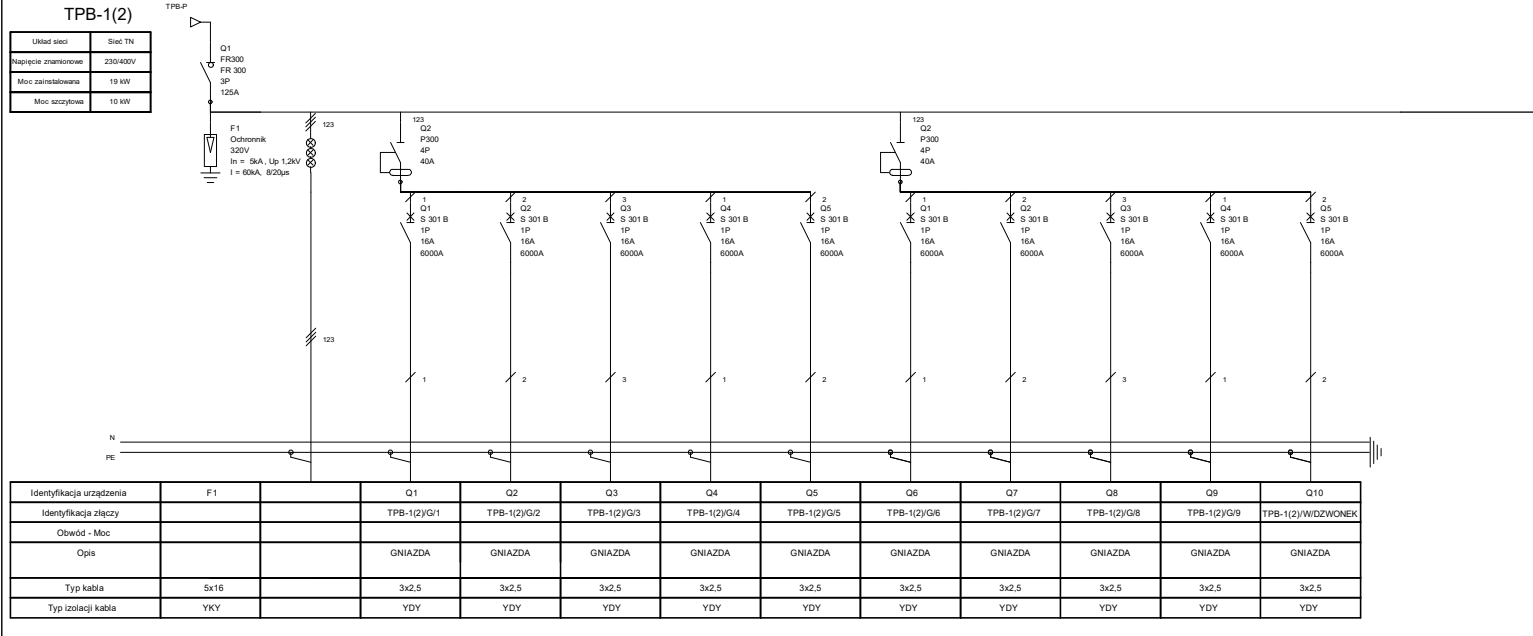 TPB-1(2)
TPB-P
Układ sieci Sieć TN
Napięcie znamionowe 230/400V
Moc zainstalowana 19 kW
Moc szczytowa 10 kW
Q1
FR300
FR 300
3P
125A
F1
Ochronnik
320V
In = 5kA, Up 1,2kV
I = 60kA, 8/20μs
123
123
123
Q2
P300
4P
40A
123
Q2
P300
4P
40A
1
Q1
S 301 B
1P
16A
6000A
2
Q2
S 301 B
1P
16A
6000A
3
Q3
S 301 B
1P
16A
6000A
1
Q4
S 301 B
1P
16A
6000A
2
Q5
S 301 B
1P
16A
6000A
1
Q1
S 301 B
1P
16A
6000A
2
Q2
S 301 B
1P
16A
6000A
3
Q3
S 301 B
1P
16A
6000A
1
Q4
S 301 B
1P
16A
6000A
2
Q5
S 301 B
1P
16A
6000A
1 2 3 1 2 1 2 3 1 2
N
PE
Identyfikacja urządzenia F1 Q1 Q2 Q3 Q4 Q5 Q6 Q7 Q8 Q9 Q10
Identyfikacja złączy TPB-1(2)/G/1 TPB-1(2)/G/2 TPB-1(2)/G/3 TPB-1(2)/G/4 TPB-1(2)/G/5 TPB-1(2)/G/6 TPB-1(2)/G/7 TPB-1(2)/G/8 TPB-1(2)/G/9 TPB-1(2)/W/DZWONEK
Obwód - Moc
Opis GNIAZDA GNIAZDA GNIAZDA GNIAZDA GNIAZDA GNIAZDA GNIAZDA GNIAZDA GNIAZDA GNIAZDA
Typ kabla 5x16 3x2,5 3x2,5 3x2,5 3x2,5 3x2,5 3x2,5 3x2,5 3x2,5 3x2,5 3x2,5
Typ izolacji kabla YKY YDY YDY YDY YDY YDY YDY YDY YDY YDY YDY